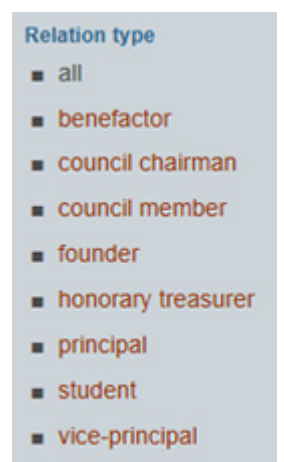 Relation type
all
benefactor
council chairman
council member
founder
honorary treasurer
principal
student
vice-principal